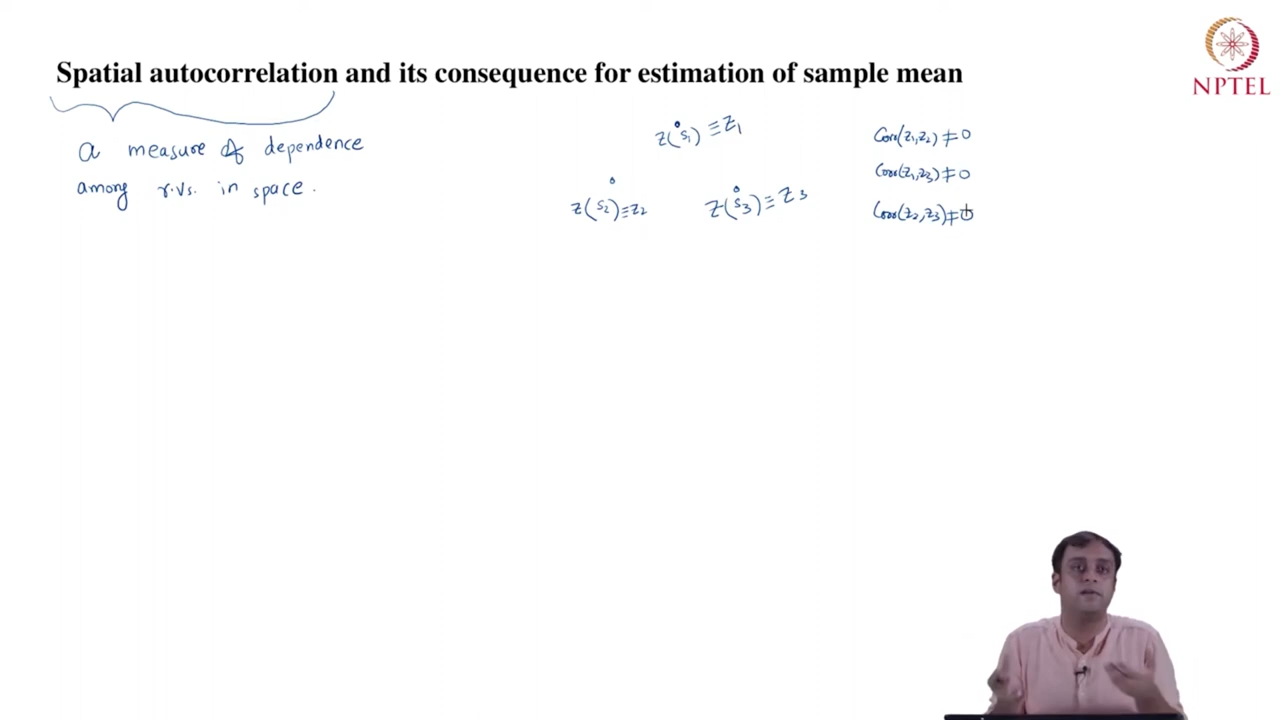 Spatial autocorrelation and its consequence for estimation of sample mean
NPTEL
a measure of dependence
among r.vs. in space.
Z(s1) ≡ Z1
Z(s2) ≡ Z2
Z(s3) ≡ Z3
Corr(Z1, Z2) ≠ 0
Corr(Z1, Z3) ≠ 0
Corr(Z2, Z3) ≠ 0